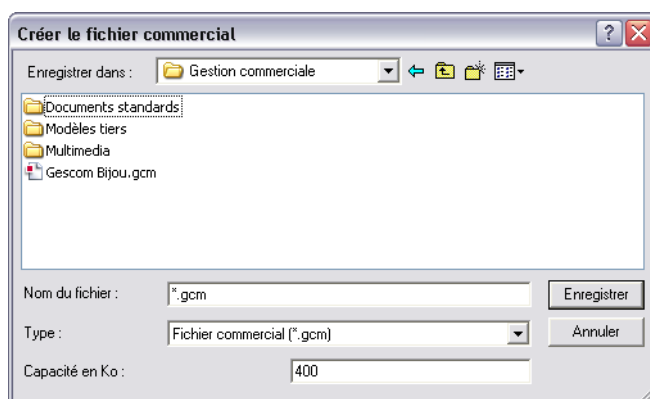 Créer le fichier commercial
Enregistrer dans :
Gestion commerciale
Documents standards
Modèles tiers
Multimedia
Gescom Bijou.gcm
Nom du fichier :
*.gcm
Enregistrer
Type :
Fichier commercial (*.gcm)
Annuler
Capacité en Ko :
400